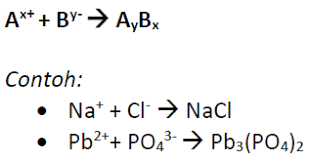 Aˣ⁺ + Bʸ⁻ → AᵧBₓ
Contoh:
• Na⁺ + Cl⁻ → NaCl
• Pb²⁺+ PO₄³⁻ → Pb₃(PO₄)₂